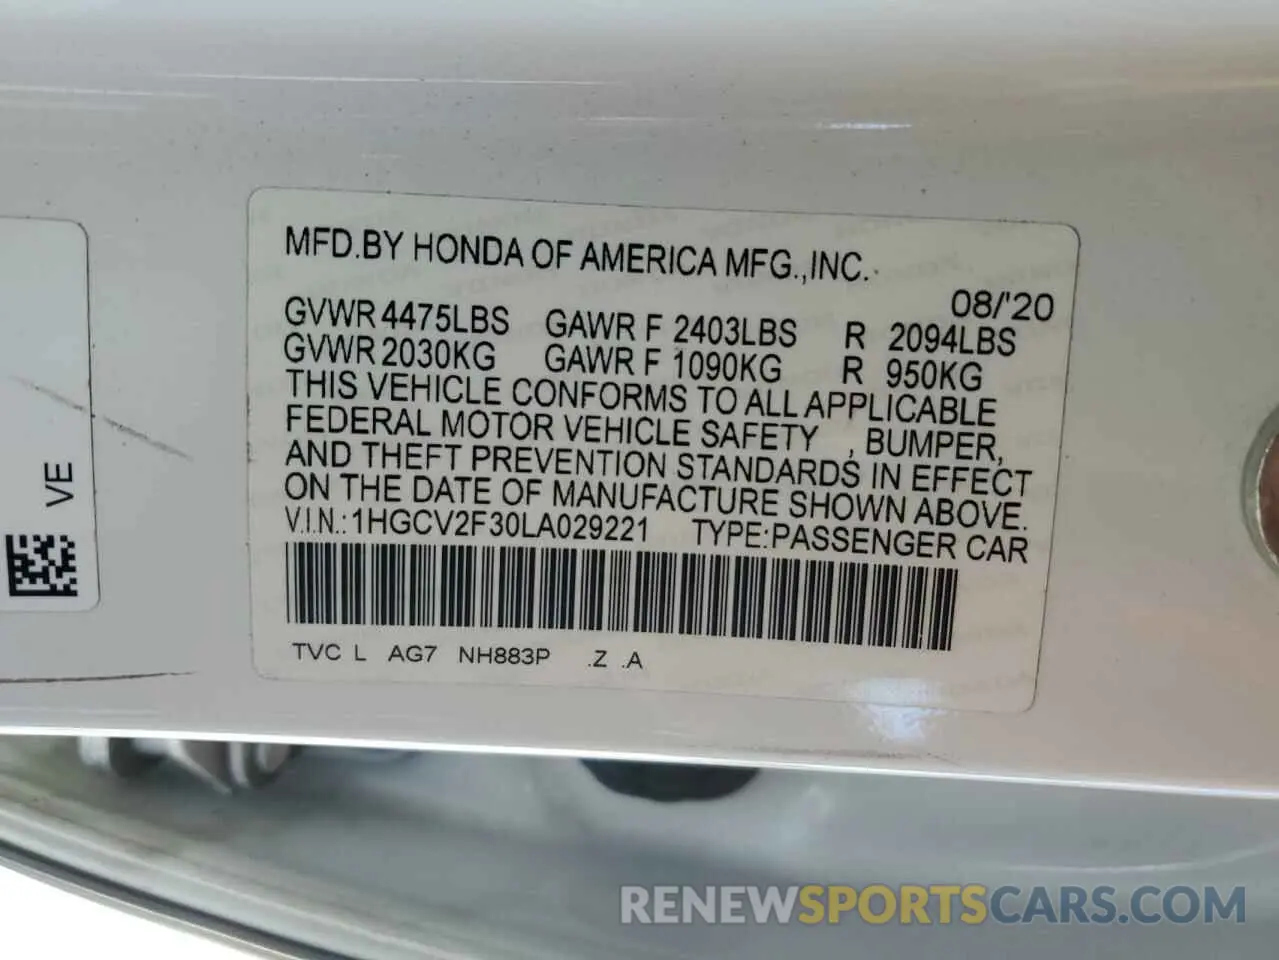 MFD.BY HONDA OF AMERICA MFG.,INC.
08/'20
GVWR 4475LBS GAWR F 2403LBS R 2094LBS
GVWR 2030KG GAWR F 1090KG R 950KG
THIS VEHICLE CONFORMS TO ALL APPLICABLE
FEDERAL MOTOR VEHICLE SAFETY , BUMPER,
AND THEFT PREVENTION STANDARDS IN EFFECT
ON THE DATE OF MANUFACTURE SHOWN ABOVE.
V.I.N.:1HGCV2F30LA029221 TYPE:PASSENGER CAR
TVC L AG7 NH883P .Z .A
VE
RENEWSPORTSCARS.COM